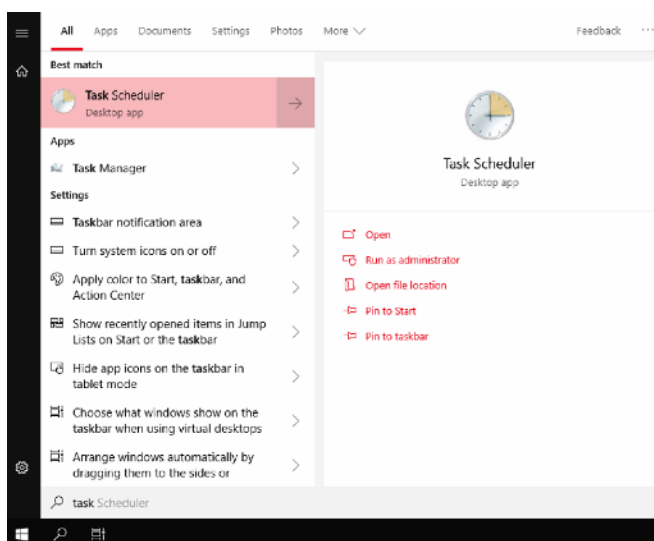 All Apps Documents Settings Photos More Feedback ...
Best match
Task Scheduler
Desktop app
Apps
Task Manager
Settings
Taskbar notification area
Turn system icons on or off
Apply color to Start, taskbar, and
Action Center
Show recently opened items in Jump
Lists on Start or the taskbar
Hide app icons on the taskbar in
tablet mode
Choose what windows show on the
taskbar when using virtual desktops
Arrange windows automatically by
dragging them to the sides or
task Scheduler
Task Scheduler
Desktop app
Open
Run as administrator
Open file location
Pin to Start
Pin to taskbar